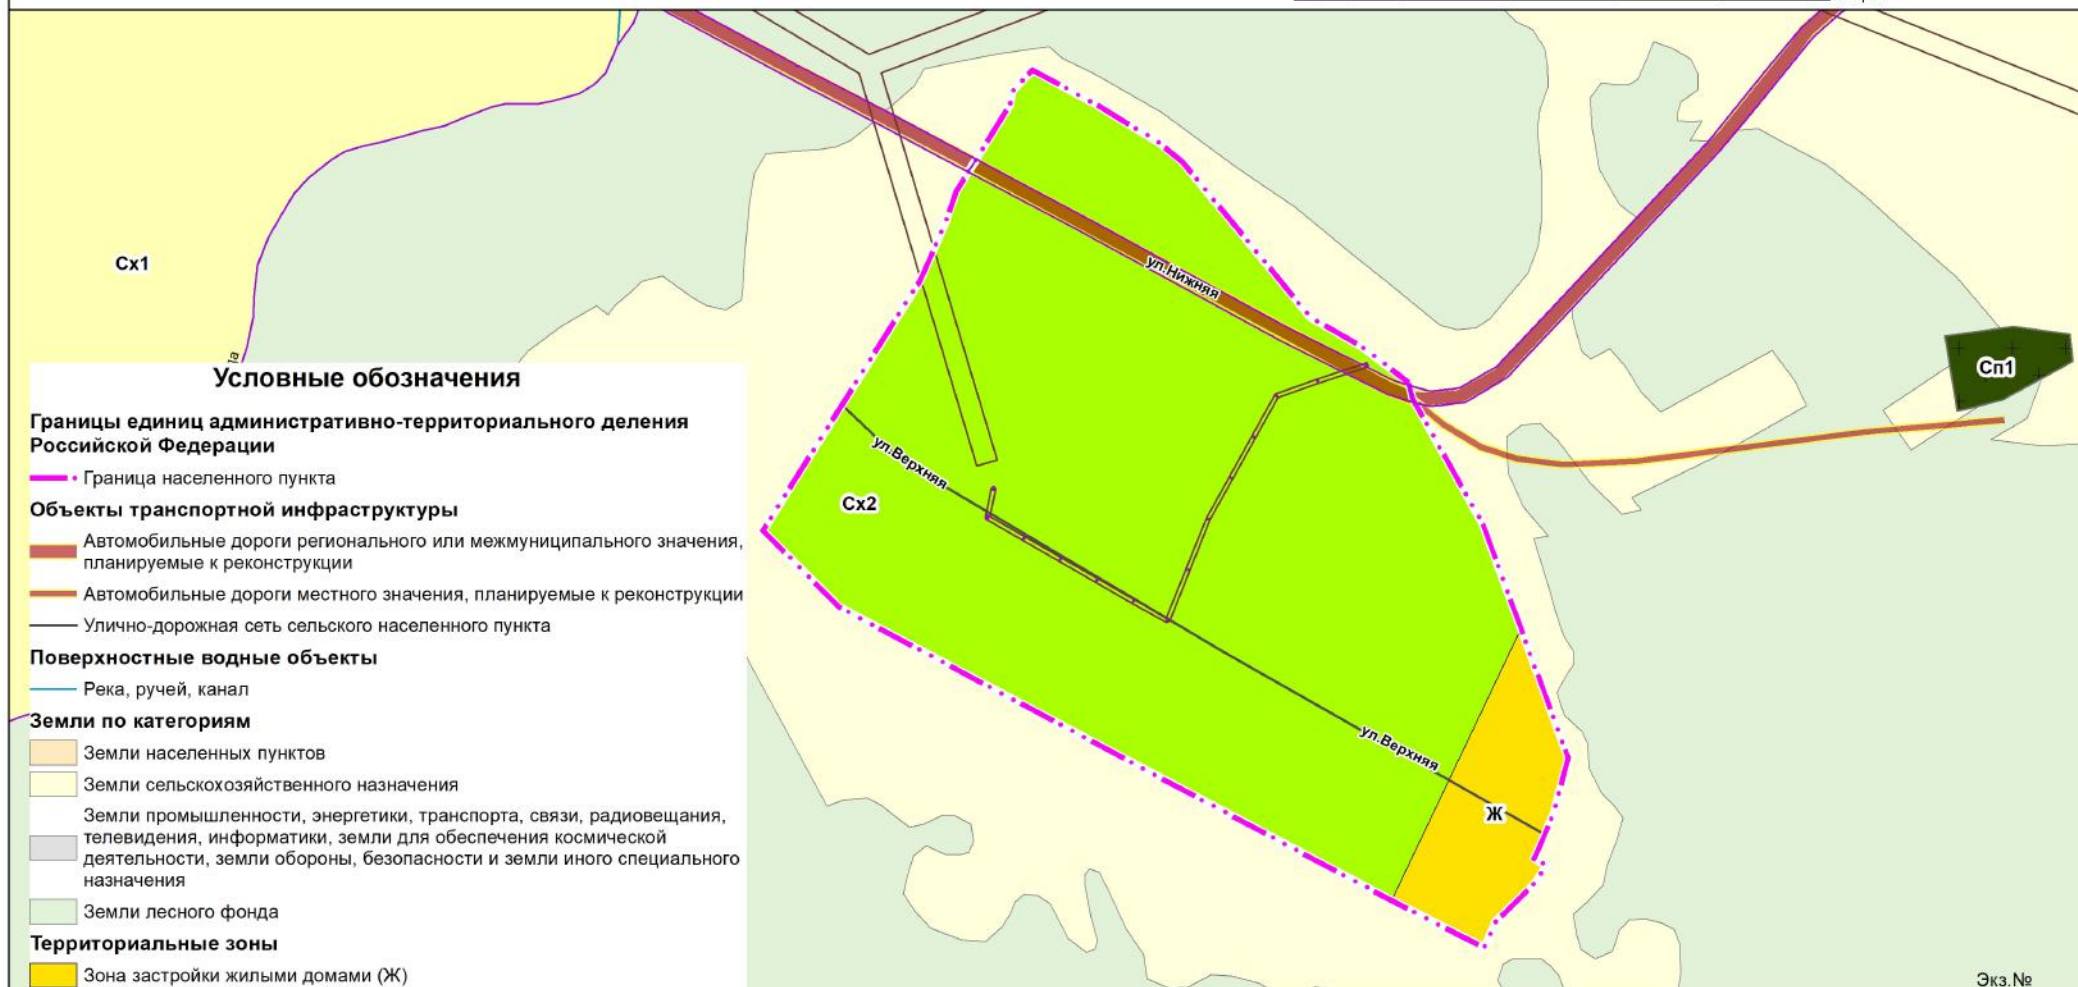 Сх1
ул.Нижняя
Сп1
ул.Верхняя
Сх2
ул.Верхняя
Ж
Условные обозначения
Границы единиц административно-территориального деления
Российской Федерации
Граница населенного пункта
Объекты транспортной инфраструктуры
Автомобильные дороги регионального или межмуниципального значения,
планируемые к реконструкции
Автомобильные дороги местного значения, планируемые к реконструкции
Улично-дорожная сеть сельского населенного пункта
Поверхностные водные объекты
Река, ручей, канал
Земли по категориям
Земли населенных пунктов
Земли сельскохозяйственного назначения
Земли промышленности, энергетики, транспорта, связи, радиовещания,
телевидения, информатики, земли для обеспечения космической
деятельности, земли обороны, безопасности и земли иного специального
назначения
Земли лесного фонда
Территориальные зоны
Зона застройки жилыми домами (Ж)
Экз.№